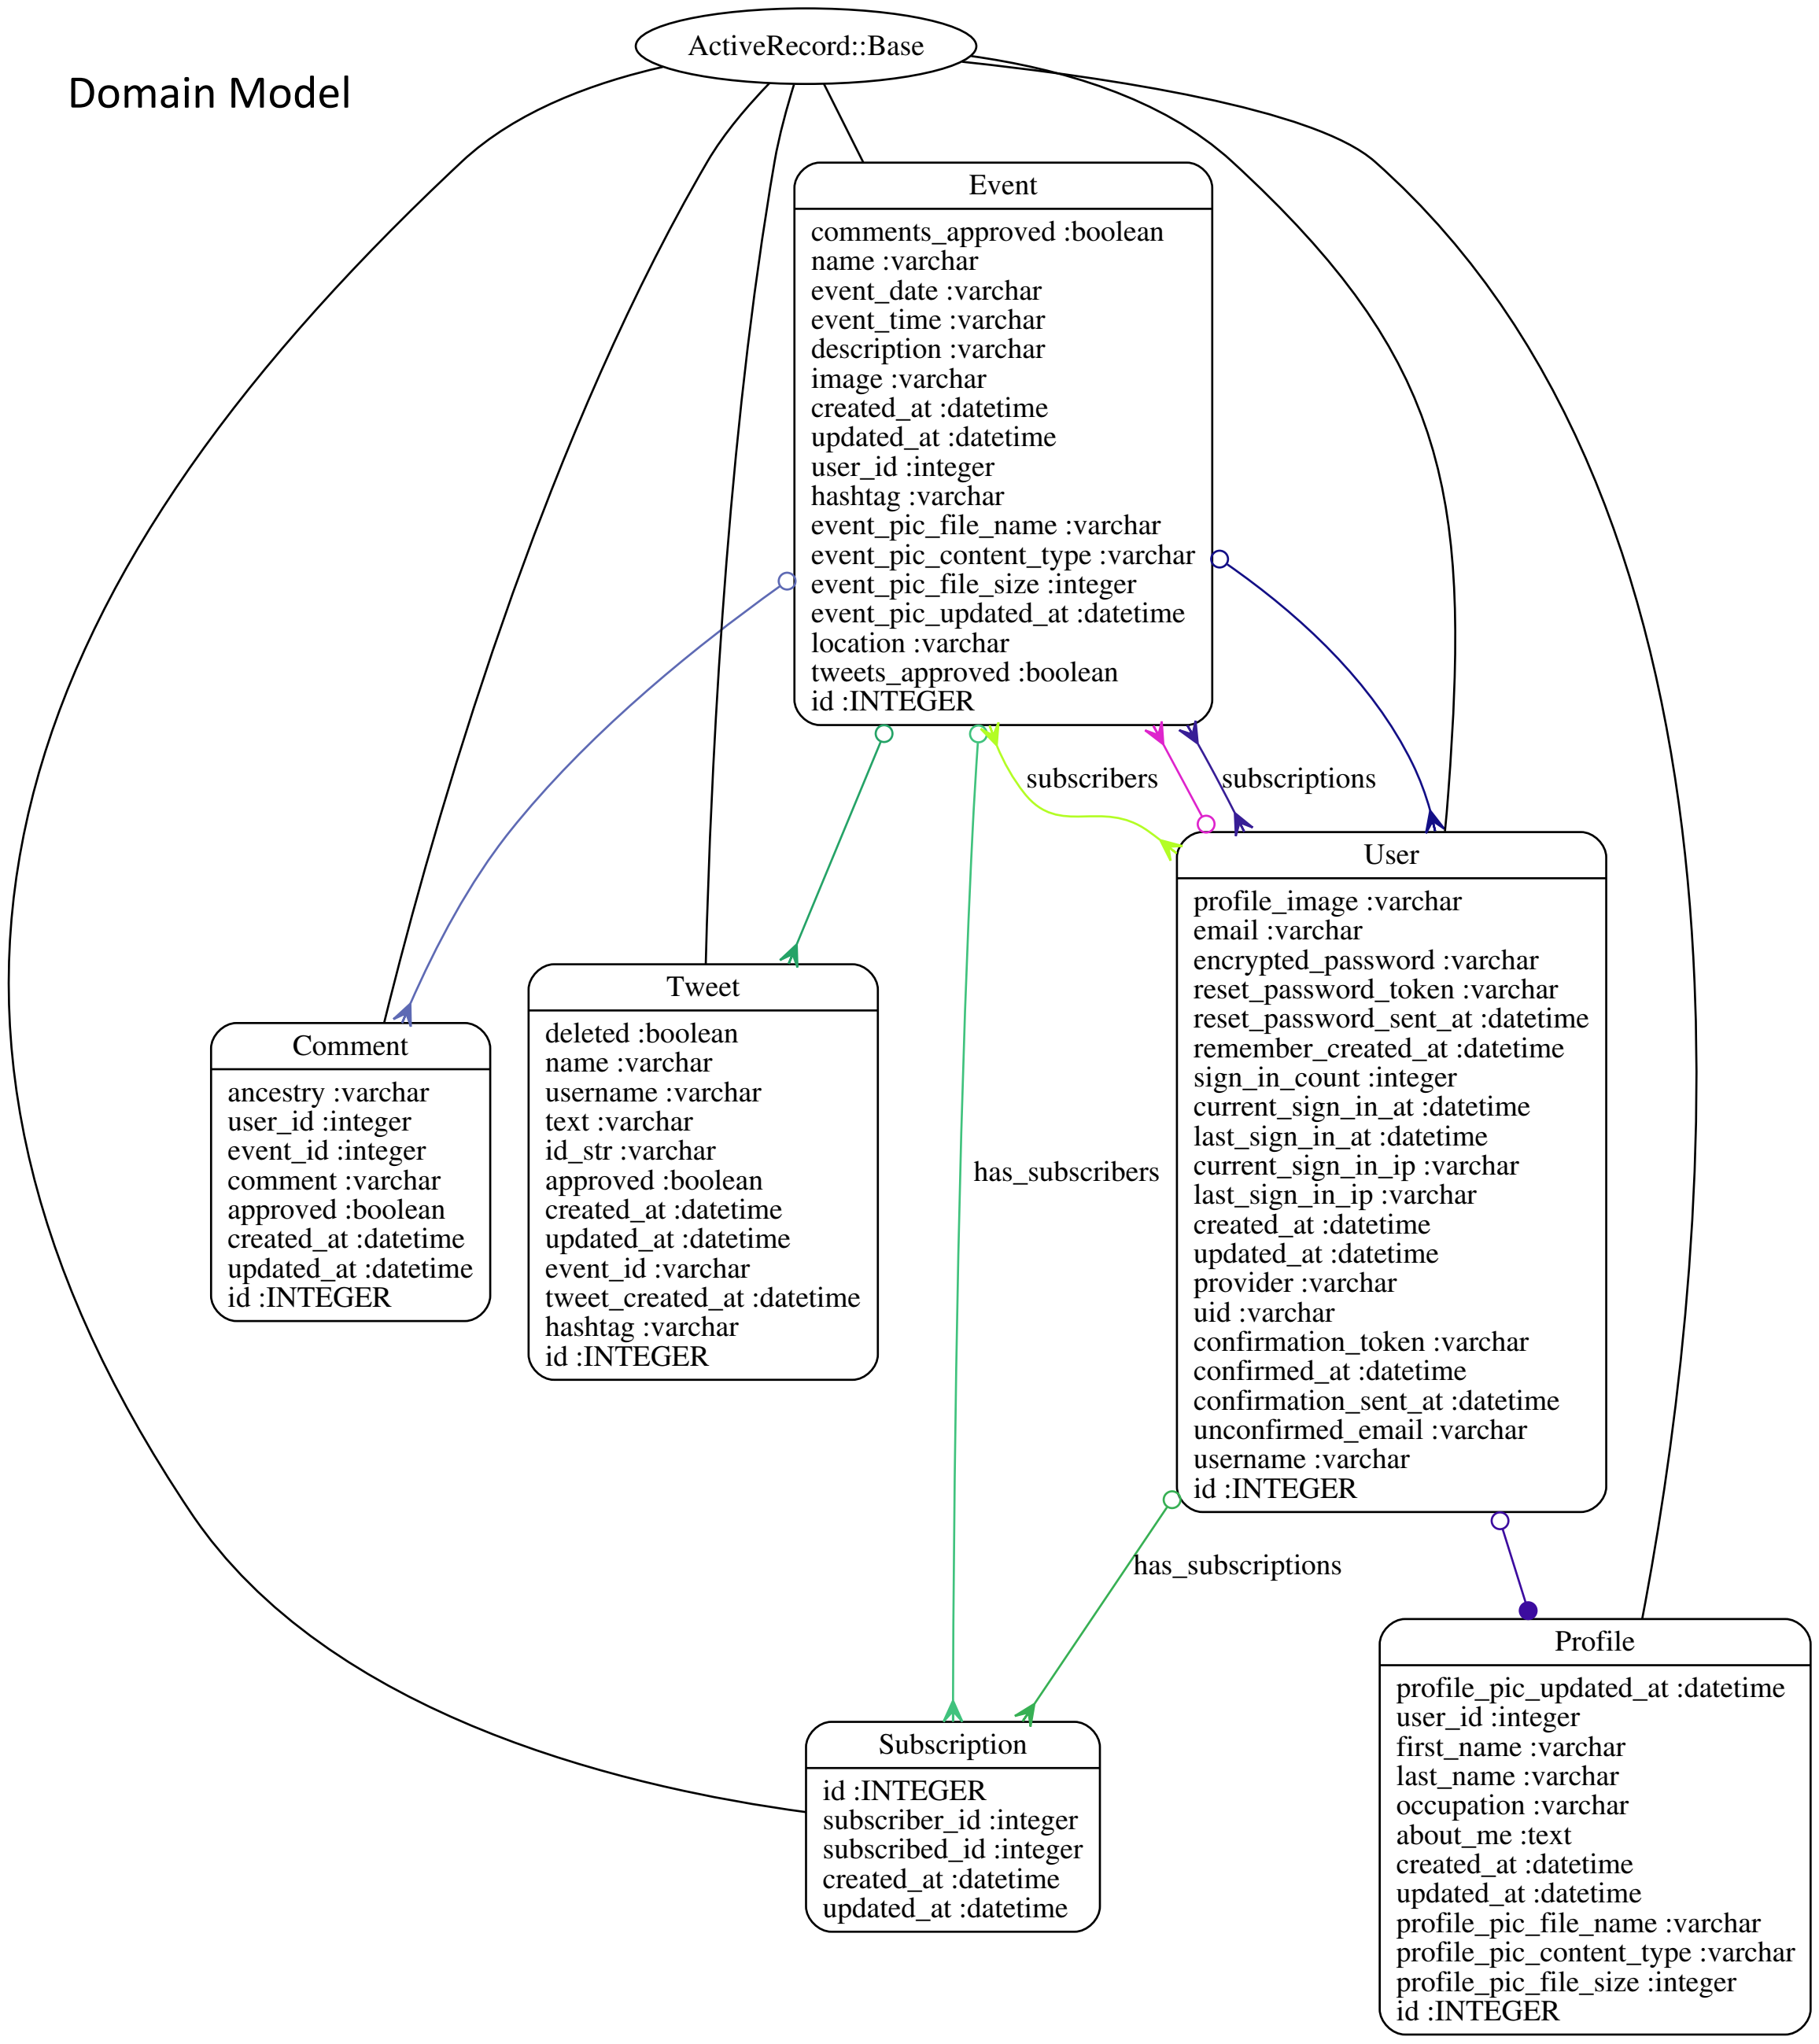 ActiveRecord::Base
Domain Model
Event
comments_approved :boolean
name :varchar
event_date :varchar
event_time :varchar
description :varchar
image :varchar
created_at :datetime
updated_at :datetime
user_id :integer
hashtag :varchar
event_pic_file_name :varchar
event_pic_content_type :varchar
event_pic_file_size :integer
event_pic_updated_at :datetime
location :varchar
tweets_approved :boolean
id :INTEGER
subscribers
subscriptions
User
profile_image :varchar
email :varchar
encrypted_password :varchar
reset_password_token :varchar
reset_password_sent_at :datetime
remember_created_at :datetime
sign_in_count :integer
current_sign_in_at :datetime
last_sign_in_at :datetime
current_sign_in_ip :varchar
last_sign_in_ip :varchar
created_at :datetime
updated_at :datetime
provider :varchar
uid :varchar
confirmation_token :varchar
confirmed_at :datetime
confirmation_sent_at :datetime
unconfirmed_email :varchar
username :varchar
id :INTEGER
Tweet
deleted :boolean
name :varchar
username :varchar
text :varchar
id_str :varchar
approved :boolean
created_at :datetime
updated_at :datetime
event_id :varchar
tweet_created_at :datetime
hashtag :varchar
id :INTEGER
Comment
ancestry :varchar
user_id :integer
event_id :integer
comment :varchar
approved :boolean
created_at :datetime
updated_at :datetime
id :INTEGER
has_subscribers
has_subscriptions
Profile
profile_pic_updated_at :datetime
user_id :integer
first_name :varchar
last_name :varchar
occupation :varchar
about_me :text
created_at :datetime
updated_at :datetime
profile_pic_file_name :varchar
profile_pic_content_type :varchar
profile_pic_file_size :integer
id :INTEGER
Subscription
id :INTEGER
subscriber_id :integer
subscribed_id :integer
created_at :datetime
updated_at :datetime